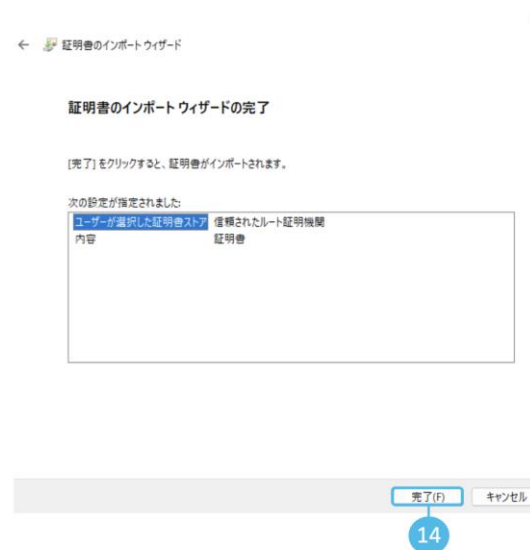 証明書のインポート ウィザード
証明書のインポート ウィザードの完了
[完了] をクリックすると、証明書がインポートされます。
次の設定が指定されました:
ユーザーが選択した証明書ストア 信頼されたルート証明機関
内容 証明書
完了(F) キャンセル
14